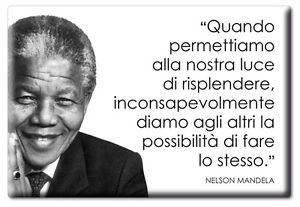 “Quando
permettiamo
alla nostra luce
di risplendere,
inconsapevolmente
diamo agli altri la
possibilità di fare
lo stesso.”
NELSON MANDELA